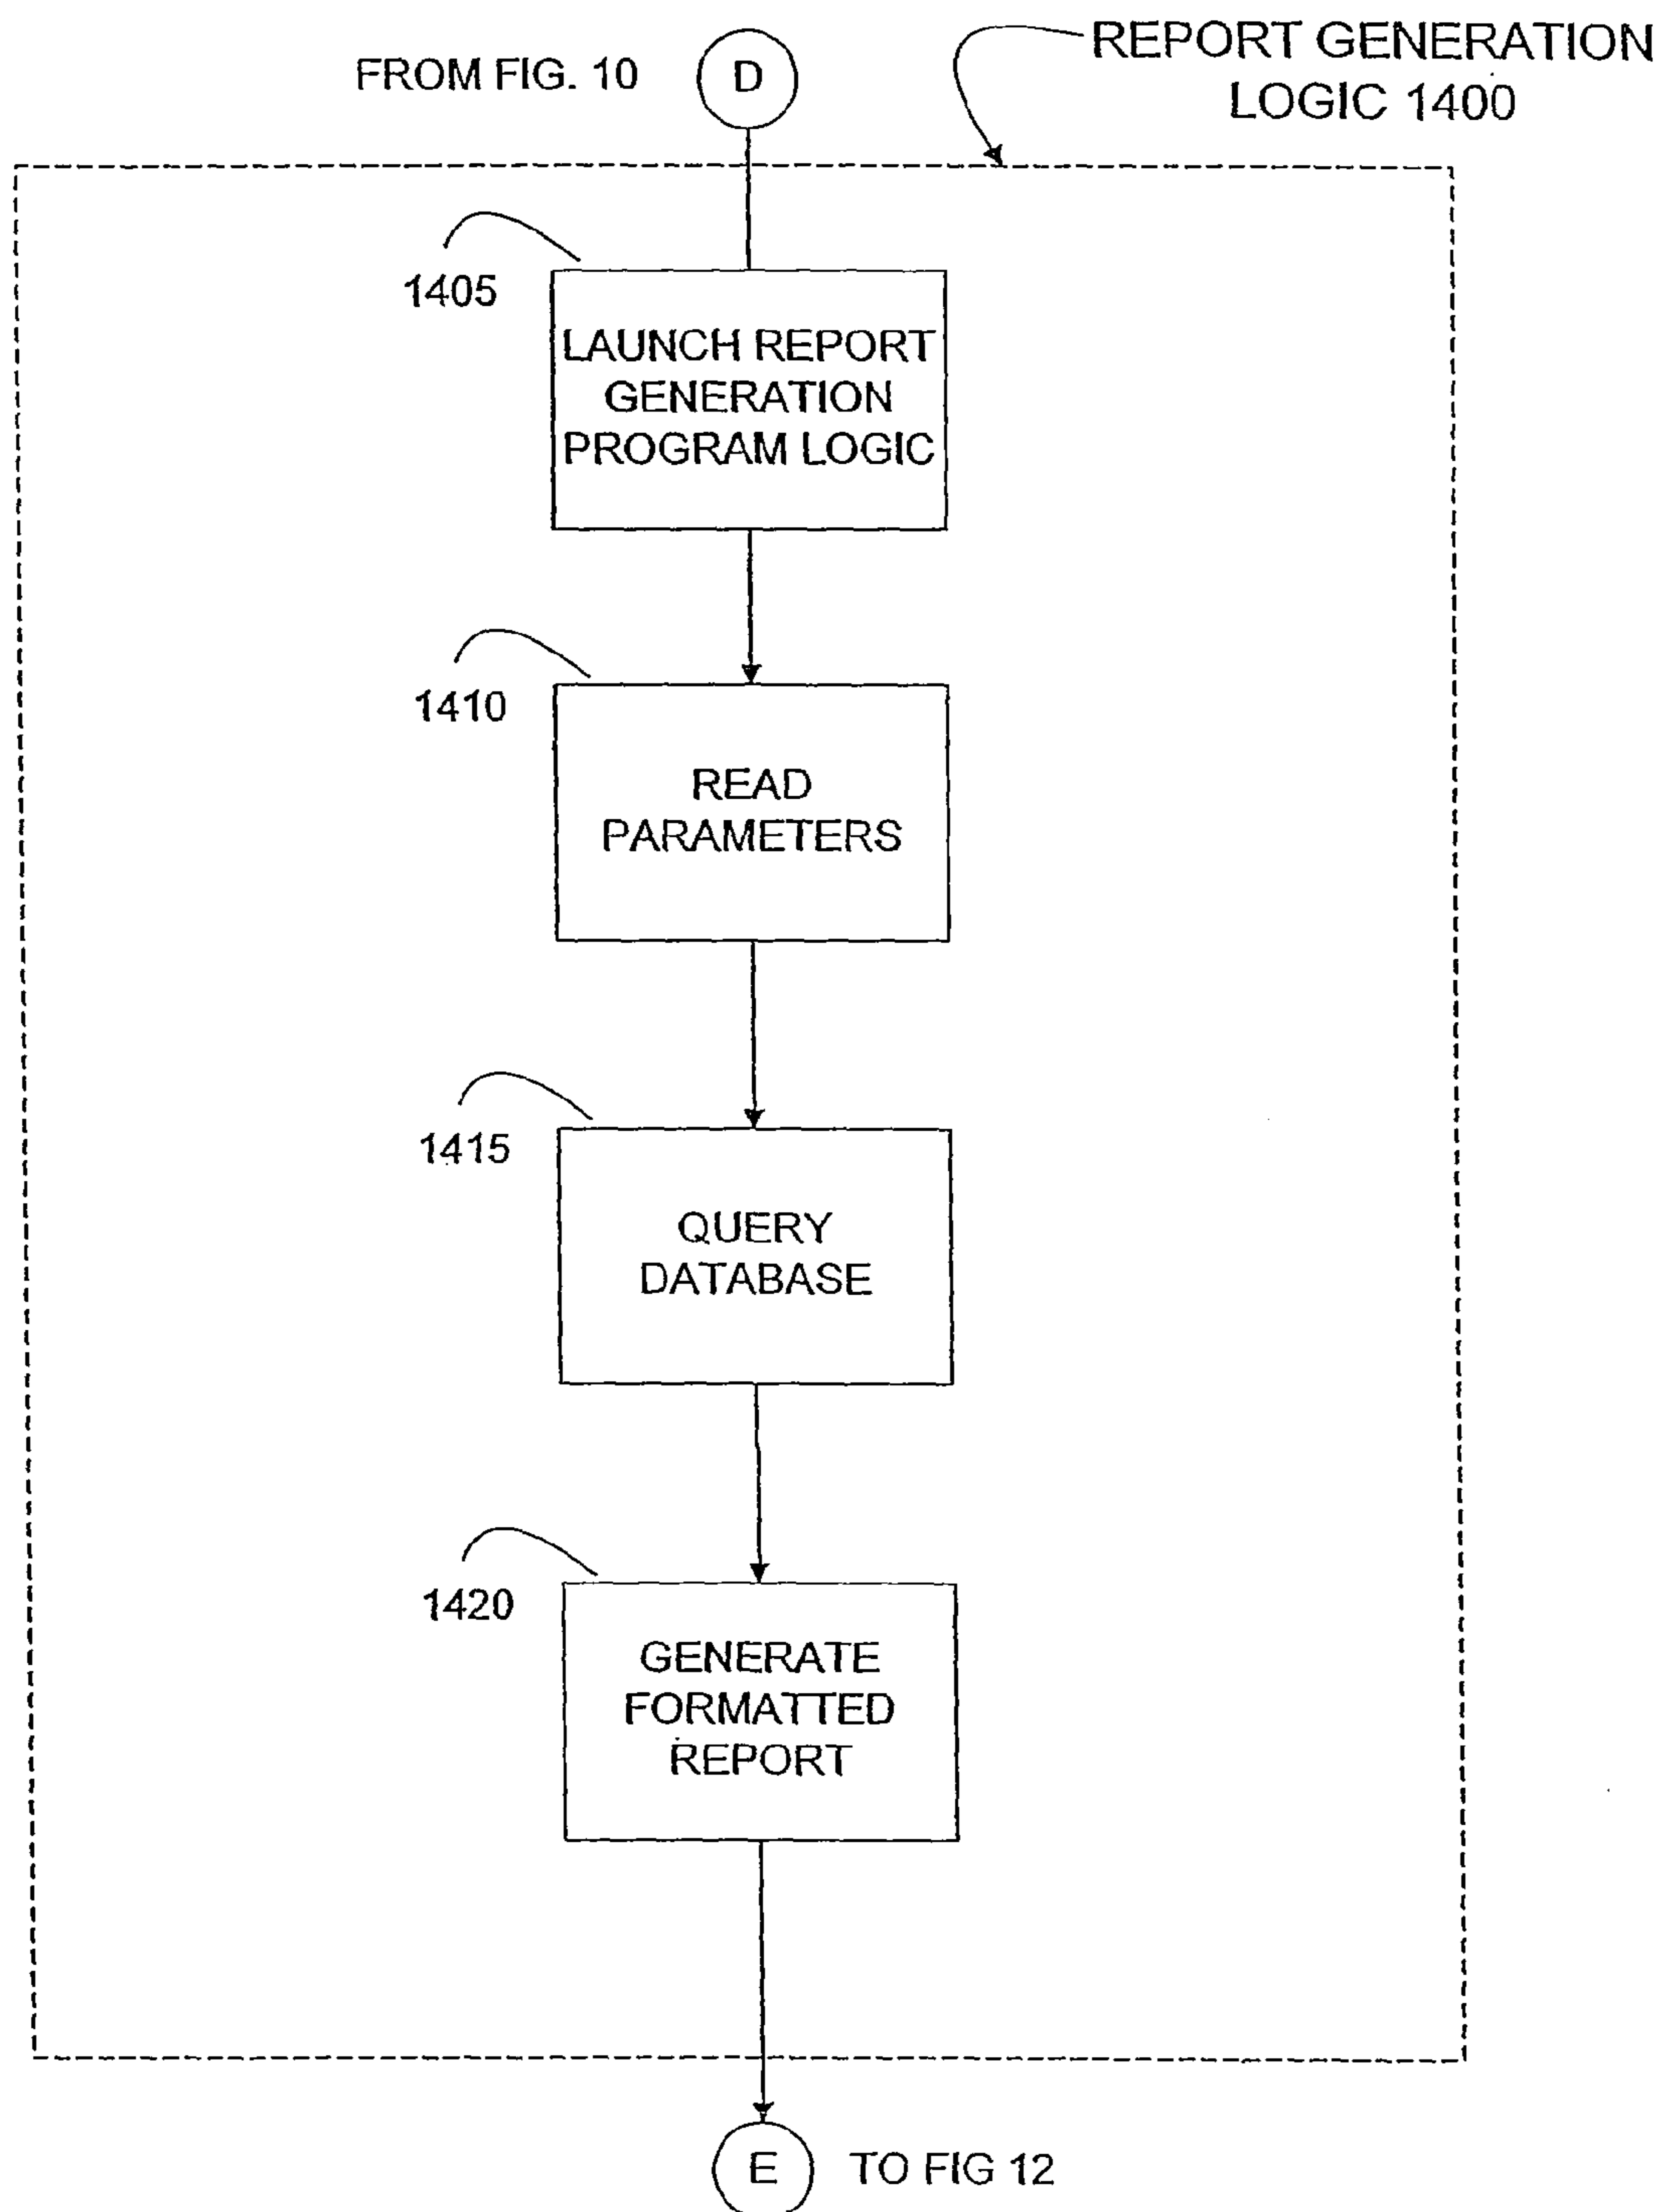 FROM FIG. 10
D
REPORT GENERATION
LOGIC 1400
1405
LAUNCH REPORT
GENERATION
PROGRAM LOGIC
1410
READ
PARAMETERS
1415
QUERY
DATABASE
1420
GENERATE
FORMATTED
REPORT
E
TO FIG 12